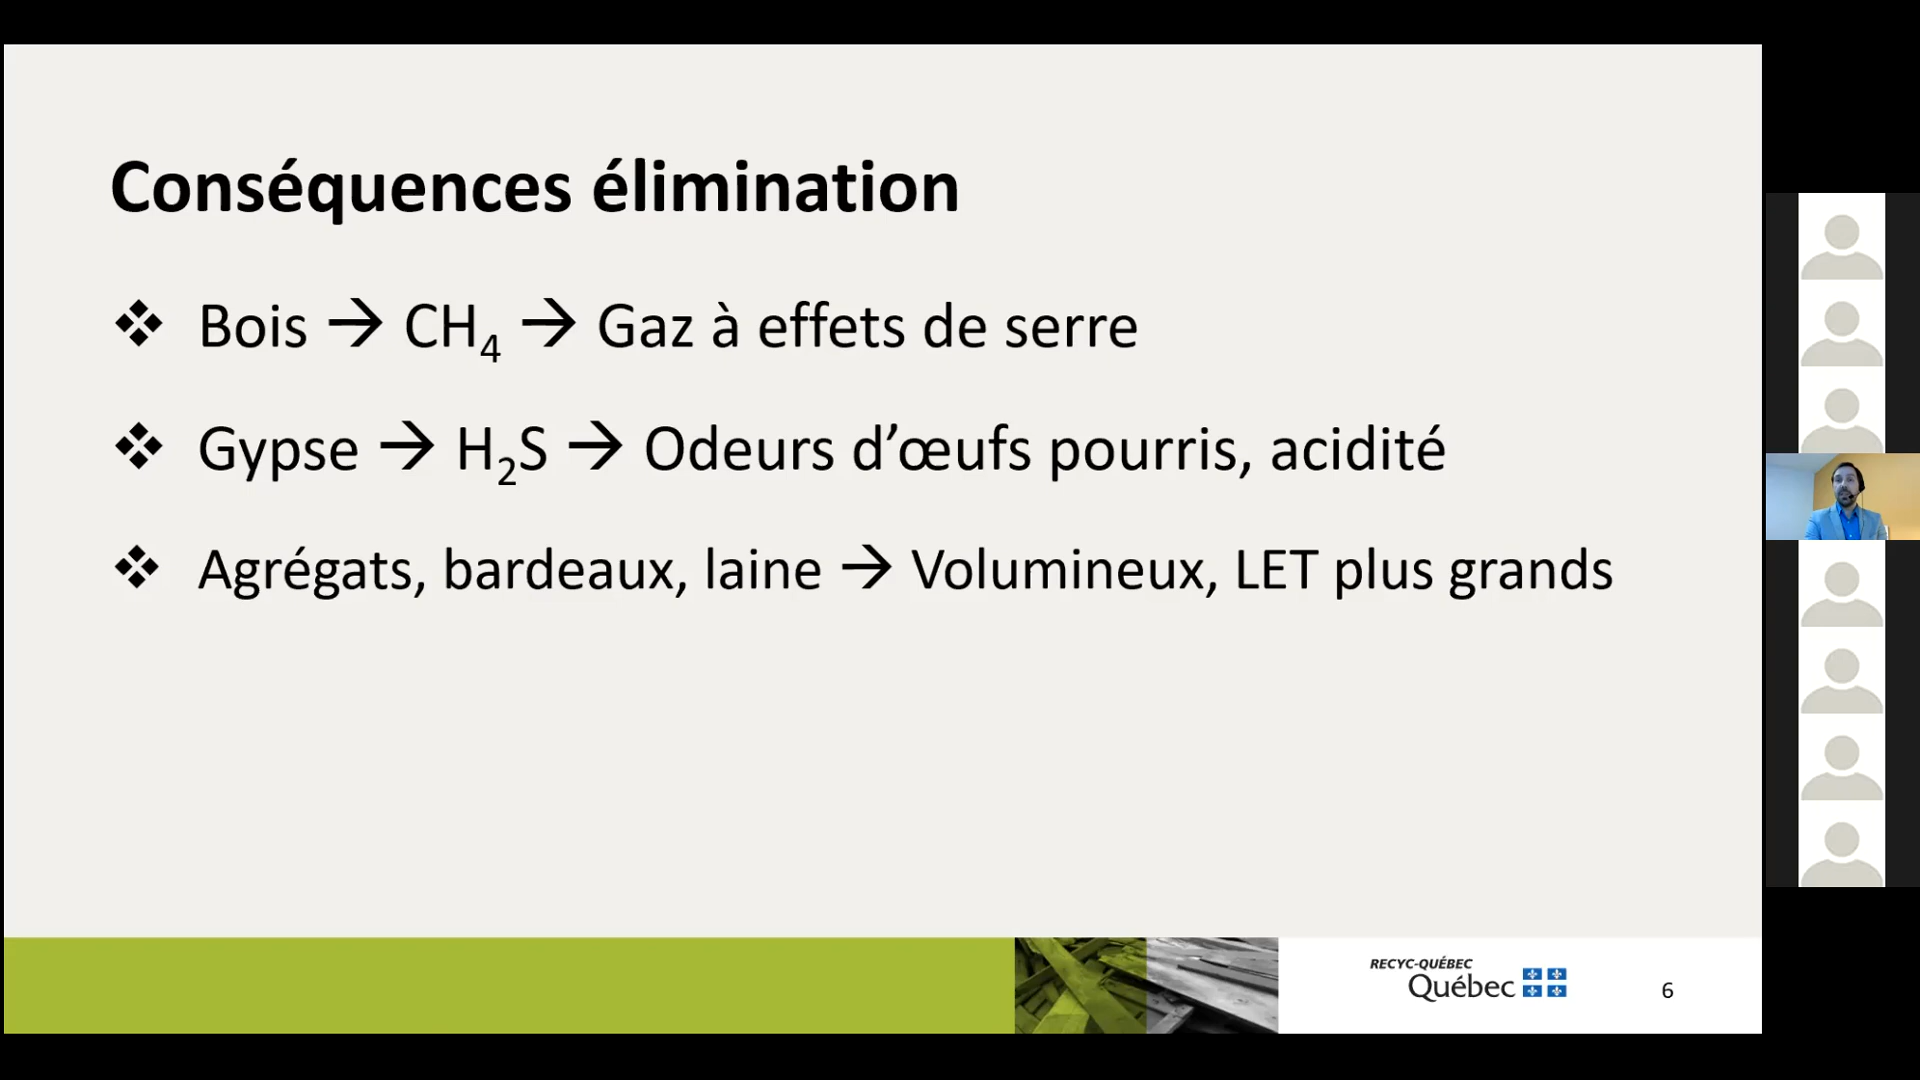 Conséquences élimination
❖ Bois → CH₄ → Gaz à effets de serre
❖ Gypse → H₂S → Odeurs d’œufs pourris, acidité
❖ Agrégats, bardeaux, laine → Volumineux, LET plus grands
RECYC-QUÉBEC
Québec
6